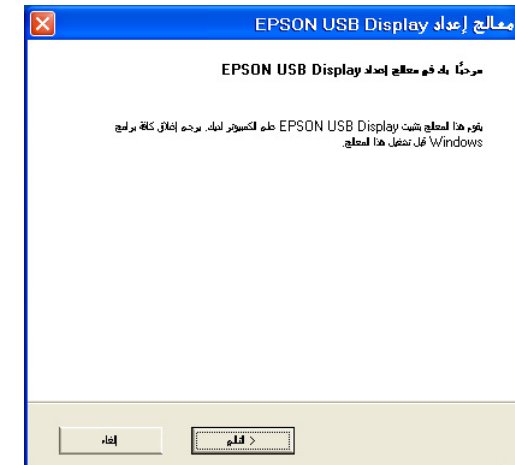 معالج إعداد EPSON USB Display
مرحبًا بك في معالج إعداد EPSON USB Display
يقوم هذا المعالج بتثبيت EPSON USB Display على الكمبيوتر لديك. يرجى إغلاق كافة برامج
Windows قبل تشغيل هذا المعالج.
التالي >
إلغاء